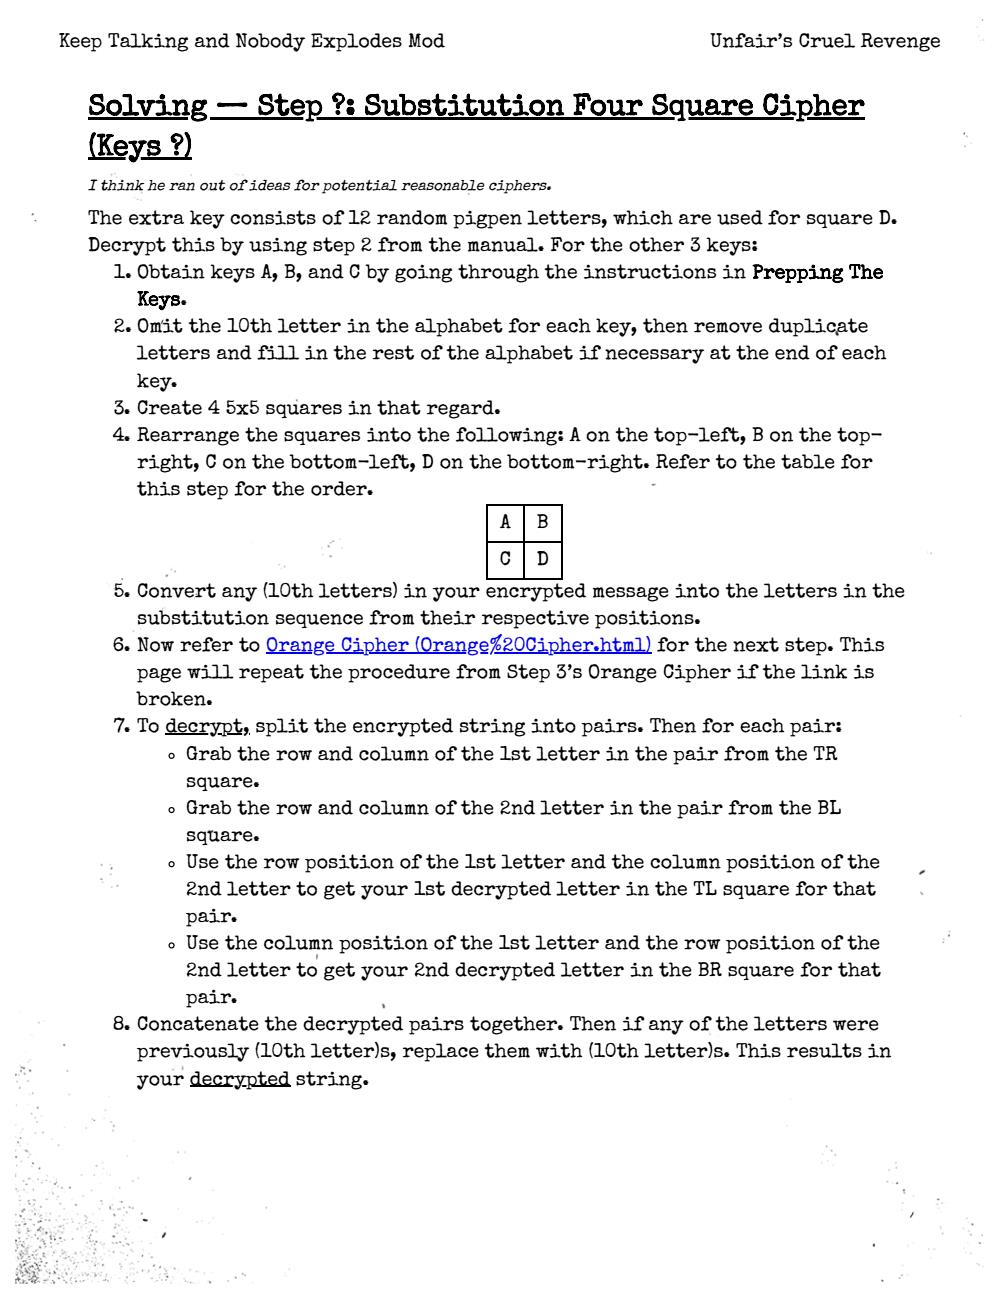 Keep Talking and Nobody Explodes Mod Unfair's Cruel Revenge
Solving — Step ?: Substitution Four Square Cipher
(Keys ?)
I think he ran out of ideas for potential reasonable ciphers.
The extra key consists of 12 random pigpen letters, which are used for square D.
Decrypt this by using step 2 from the manual. For the other 3 keys:
1. Obtain keys A, B, and C by going through the instructions in Prepping The
Keys.
2. Omit the 10th letter in the alphabet for each key, then remove duplicate
letters and fill in the rest of the alphabet if necessary at the end of each
key.
3. Create 4 5x5 squares in that regard.
4. Rearrange the squares into the following: A on the top-left, B on the top-
right, C on the bottom-left, D on the bottom-right. Refer to the table for
this step for the order.
A B
C D
5. Convert any (10th letters) in your encrypted message into the letters in the
substitution sequence from their respective positions.
6. Now refer to Orange Cipher (Orange%20Cipher.html) for the next step. This
page will repeat the procedure from Step 3's Orange Cipher if the link is
broken.
7. To decrypt, split the encrypted string into pairs. Then for each pair:
◦ Grab the row and column of the 1st letter in the pair from the TR
square.
◦ Grab the row and column of the 2nd letter in the pair from the BL
square.
◦ Use the row position of the 1st letter and the column position of the
2nd letter to get your 1st decrypted letter in the TL square for that
pair.
◦ Use the column position of the 1st letter and the row position of the
2nd letter to get your 2nd decrypted letter in the BR square for that
pair.
8. Concatenate the decrypted pairs together. Then if any of the letters were
previously (10th letter)s, replace them with (10th letter)s. This results in
your decrypted string.